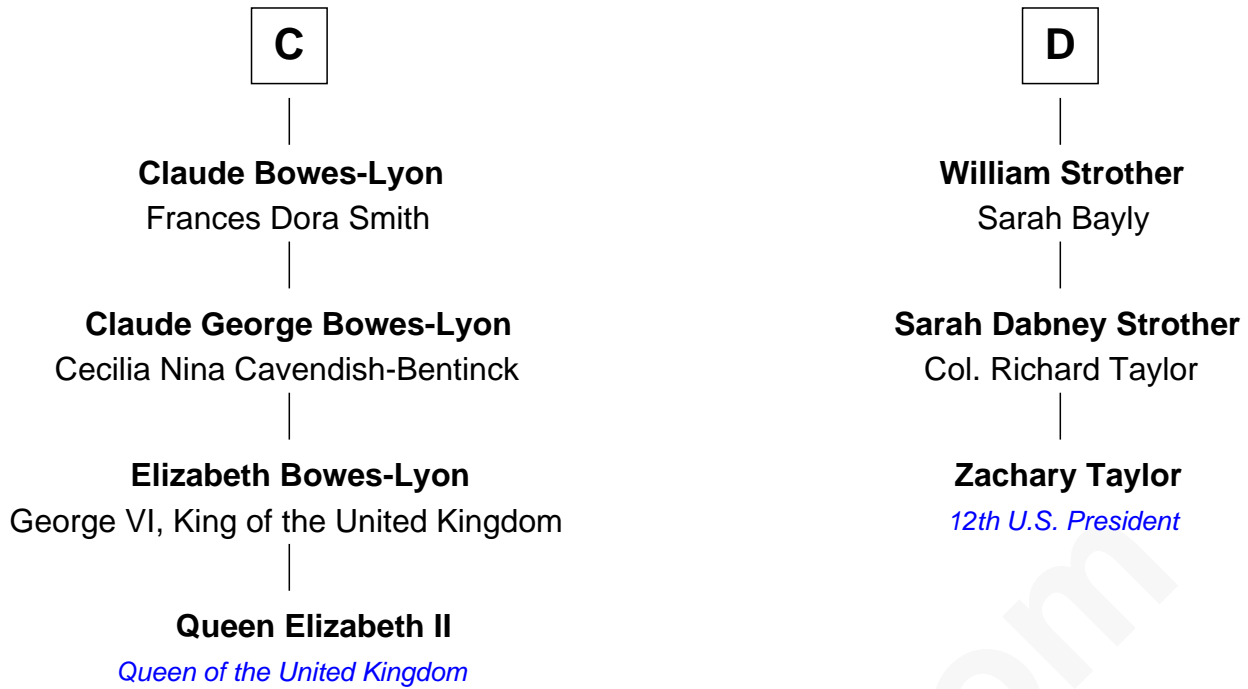 C
Claude Bowes-Lyon
Frances Dora Smith
Claude George Bowes-Lyon
Cecilia Nina Cavendish-Bentinck
Elizabeth Bowes-Lyon
George VI, King of the United Kingdom
Queen Elizabeth II
Queen of the United Kingdom
D
William Strother
Sarah Bayly
Sarah Dabney Strother
Col. Richard Taylor
Zachary Taylor
12th U.S. President
om